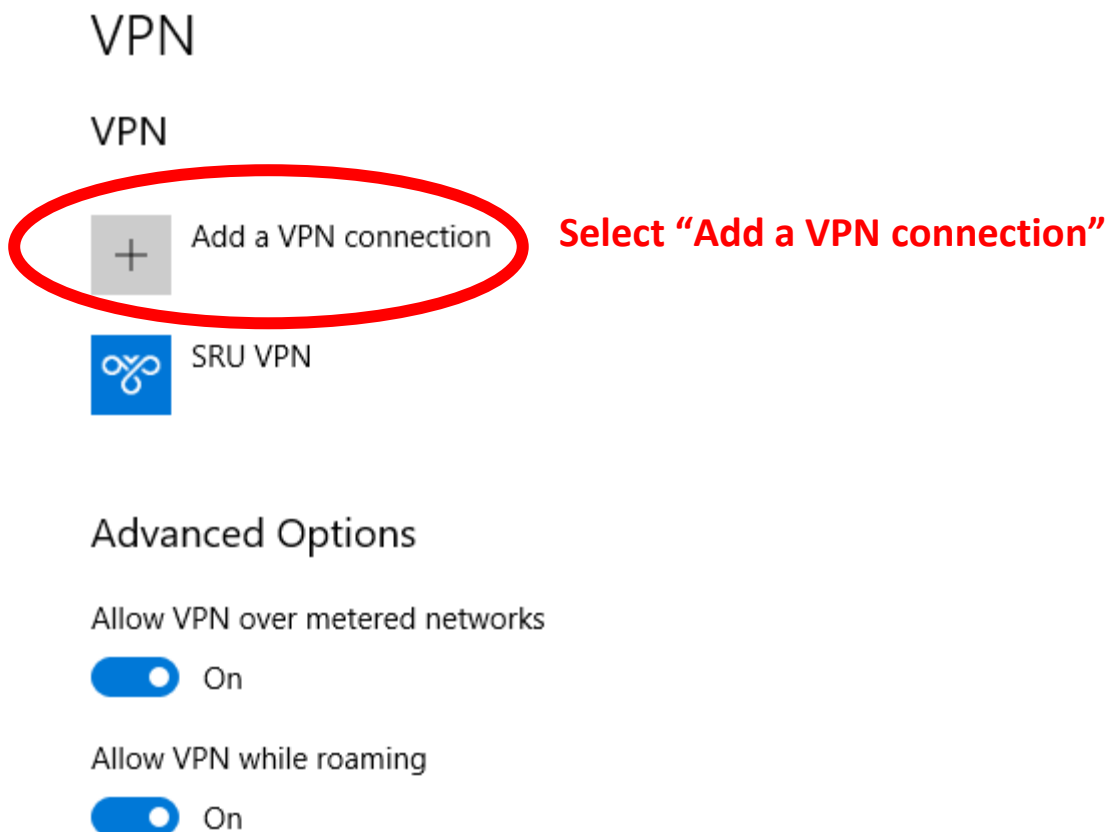 VPN
VPN
Add a VPN connection
Select “Add a VPN connection”
SRU VPN
Advanced Options
Allow VPN over metered networks
On
Allow VPN while roaming
On